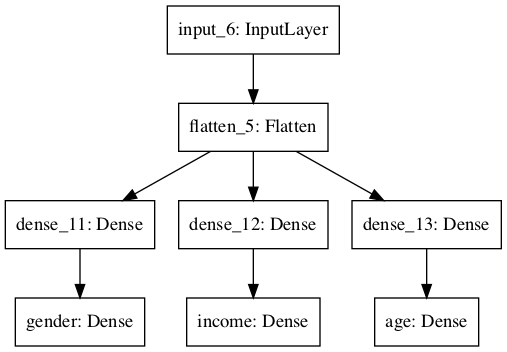 input_6: InputLayer
flatten_5: Flatten
dense_11: Dense
dense_12: Dense
dense_13: Dense
gender: Dense
income: Dense
age: Dense